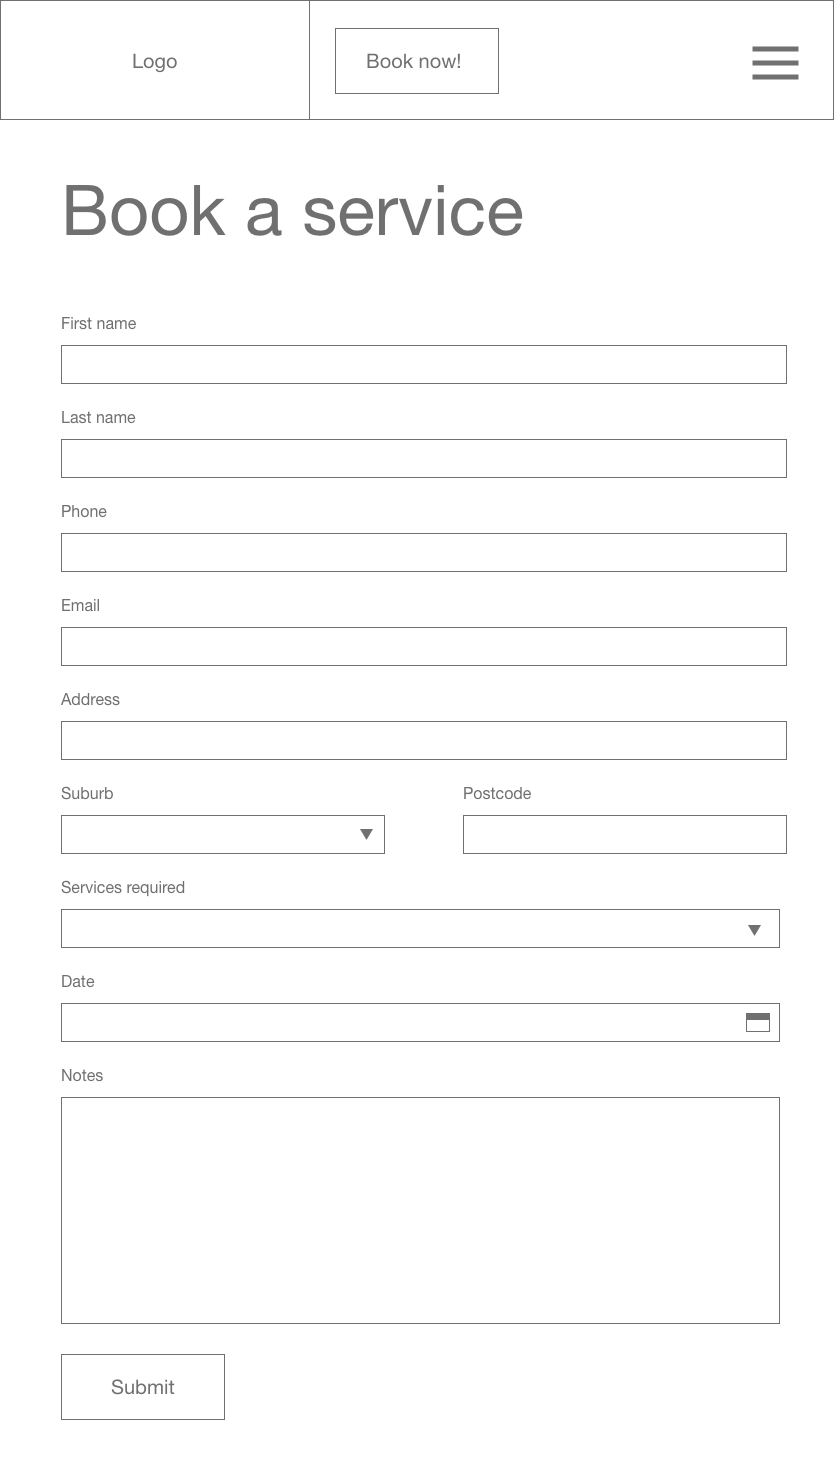 Logo
Book now!
Book a service
First name
Last name
Phone
Email
Address
Suburb
Postcode
Services required
Date
Notes
Submit